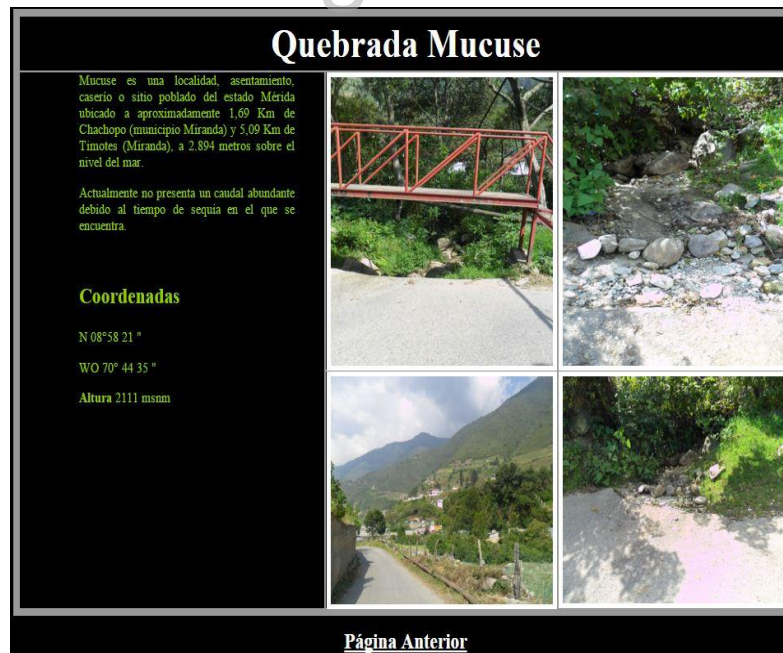 Quebrada Mucuse
Mucuse es una localidad, asentamiento,
caserío o sitio poblado del estado Mérida
ubicado a aproximadamente 1,69 Km de
Chachopo (municipio Miranda) y 5,09 Km de
Timotes (Miranda), a 2.894 metros sobre el
nivel del mar.
Actualmente no presenta un caudal abundante
debido al tiempo de sequia en el que se
encuentra.
Coordenadas
N 08°58 21 "
WO 70° 44 35 "
Altura 2111 msnm
Página Anterior